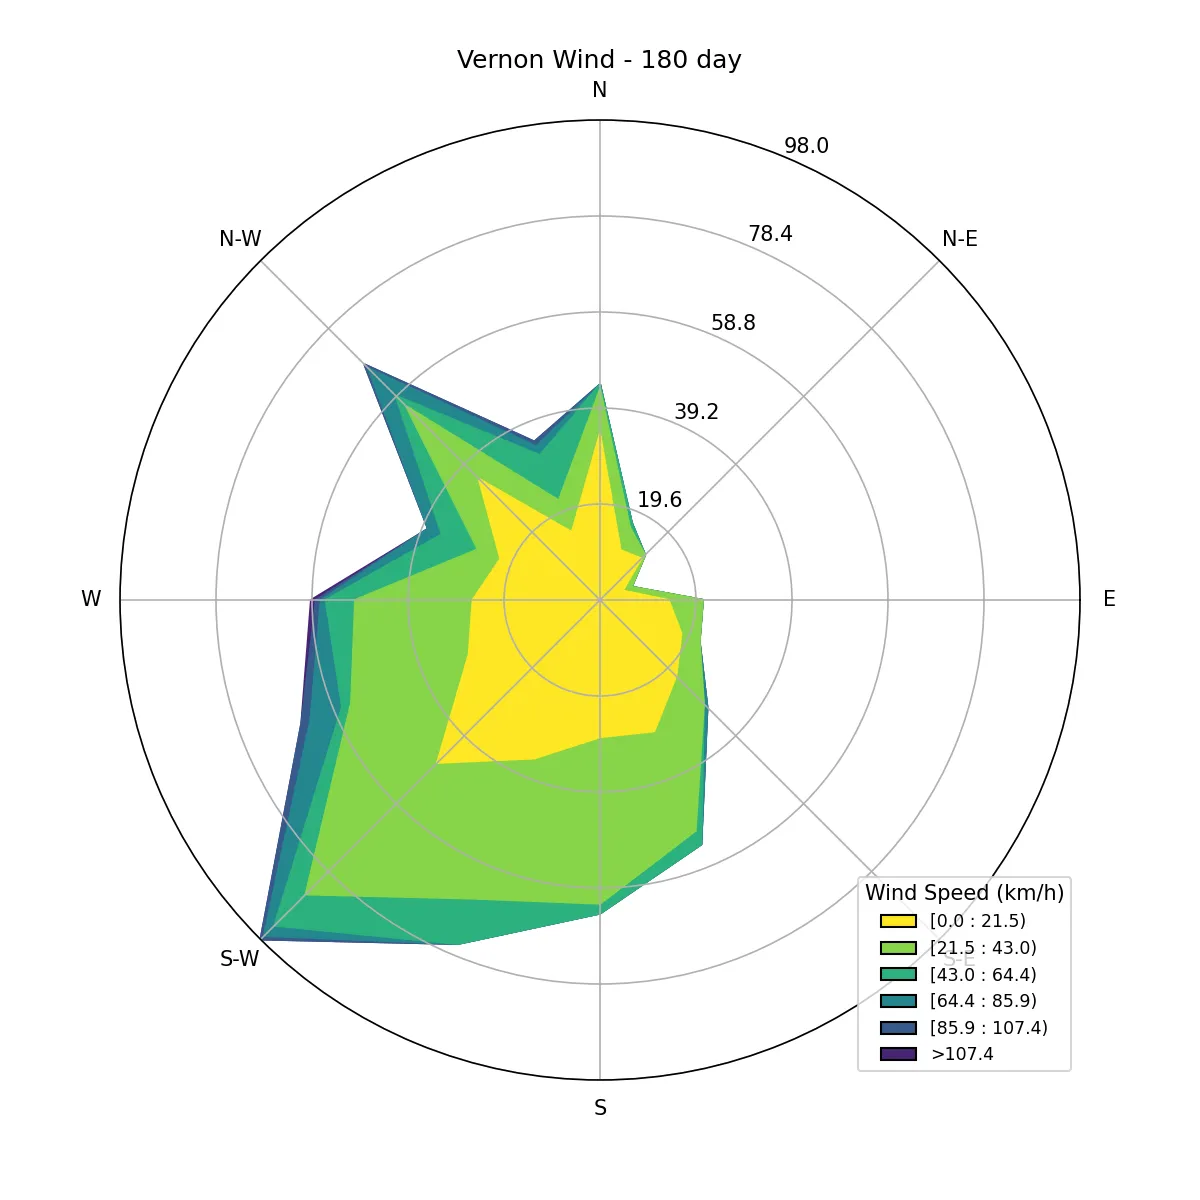 Vernon Wind - 180 day
N
98.0
N-W
78.4
N-E
58.8
39.2
19.6
W
E
S-W
S-E
S
Wind Speed (km/h)
[0.0 : 21.5)
[21.5 : 43.0)
[43.0 : 64.4)
[64.4 : 85.9)
[85.9 : 107.4)
>107.4